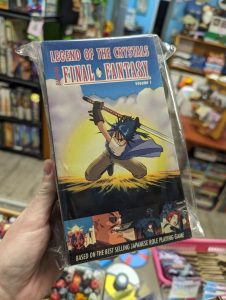 LEGEND OF THE CRYSTALS
FINAL FANTASY
VOLUME 1
BASED ON THE BEST SELLING JAPANESE ROLE PLAYING GAME